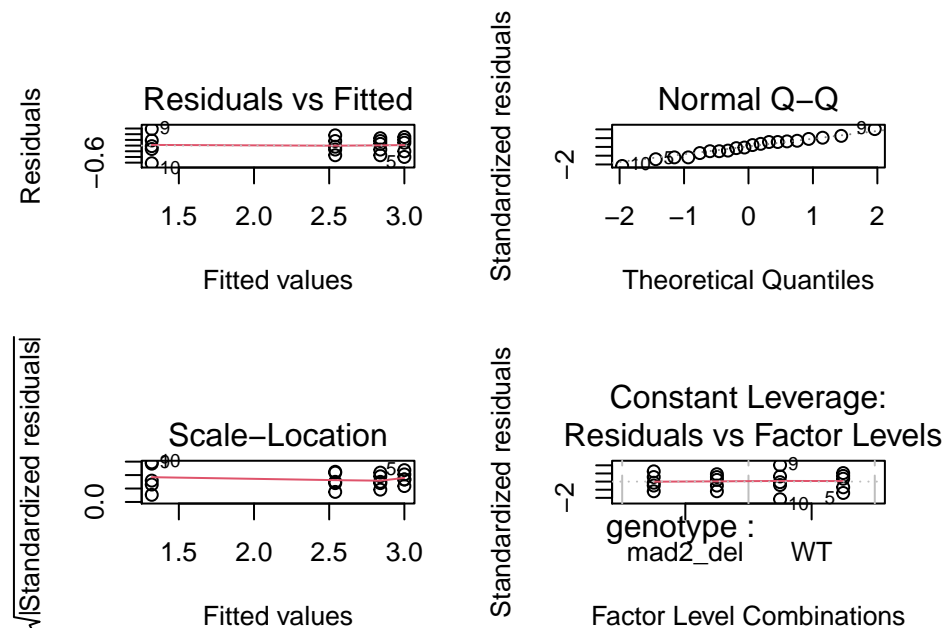 Residuals vs Fitted
Residuals
−0.6
9
10
5
1.5 2.0 2.5 3.0
Fitted values
Normal Q−Q
Standardized residuals
−2
10
5
9
−2 −1 0 1 2
Theoretical Quantiles
Scale−Location
√|Standardized residuals|
0.0
9
10
5
1.5 2.0 2.5 3.0
Fitted values
Constant Leverage:
Residuals vs Factor Levels
Standardized residuals
−2
9
10
5
genotype :
mad2_del WT
Factor Level Combinations